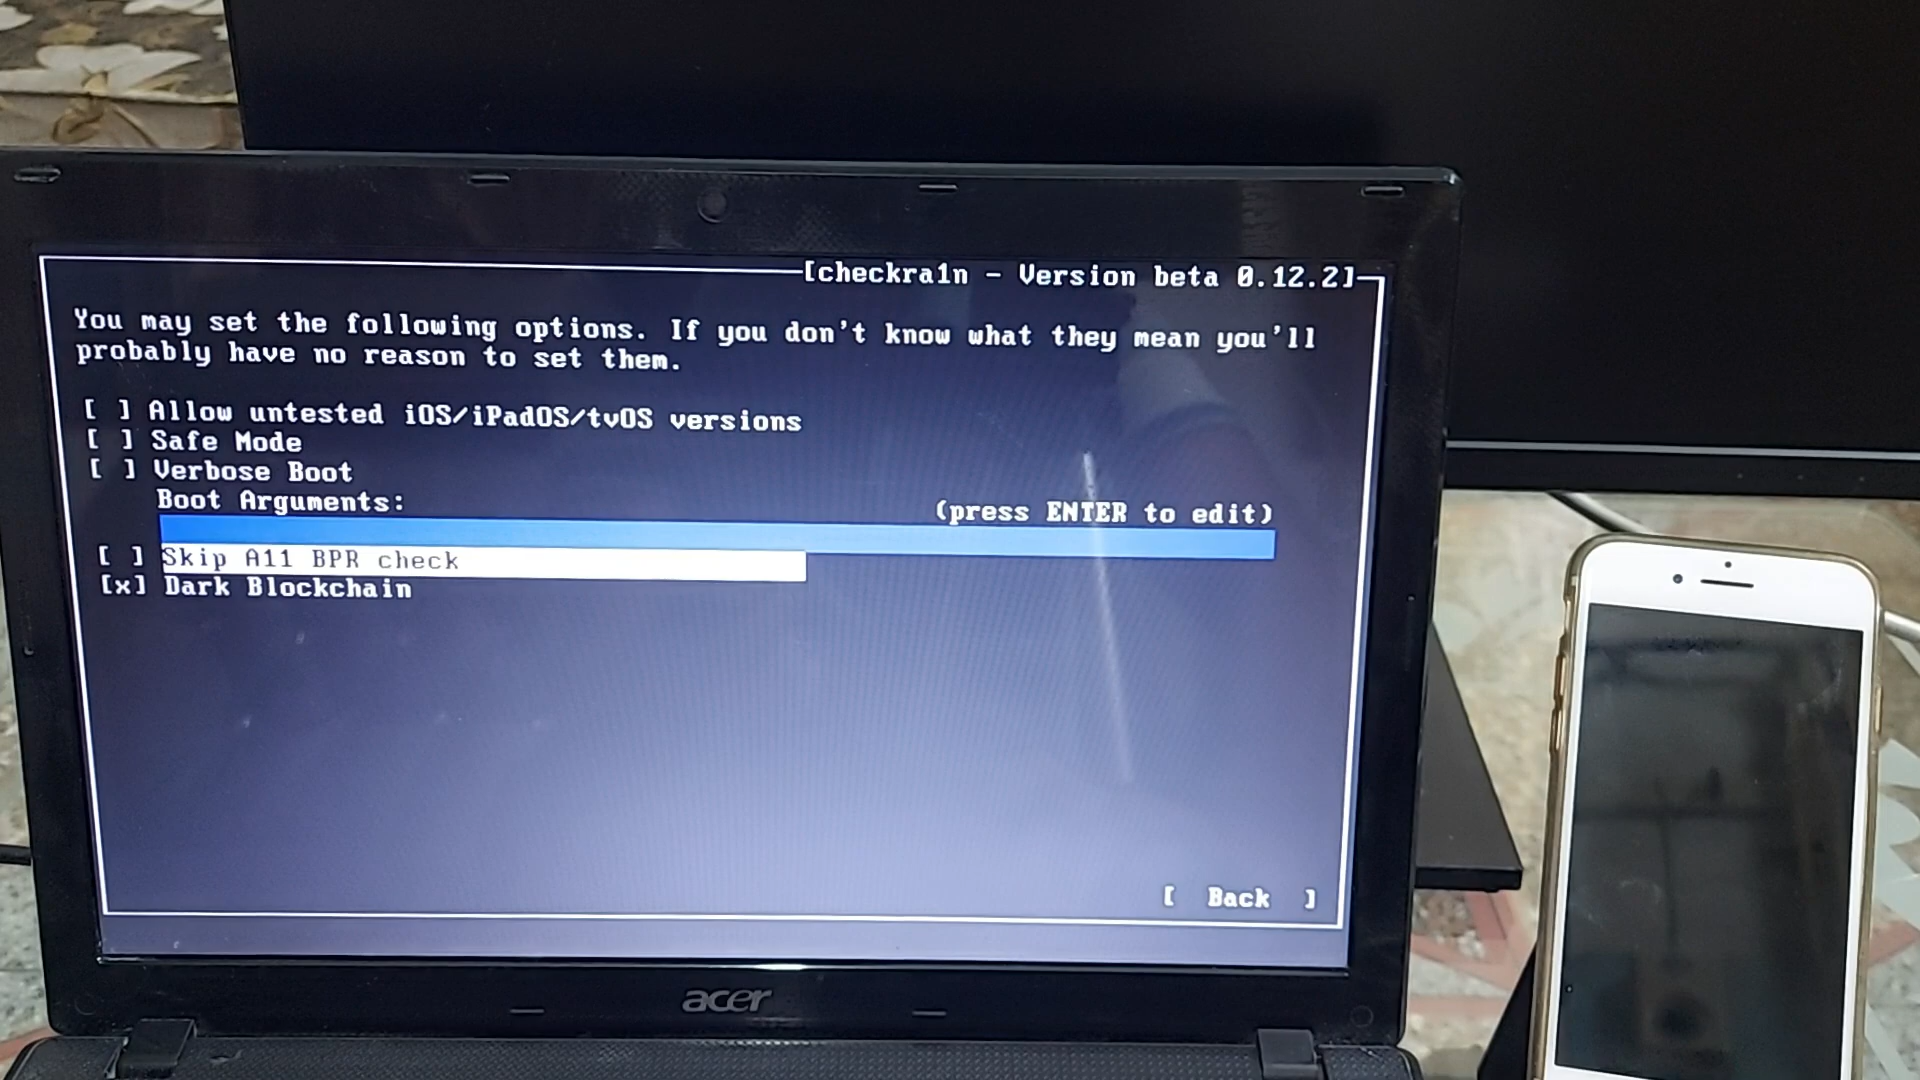 [checkra1n - Version beta 0.12.2]
You may set the following options. If you don't know what they mean you'll
probably have no reason to set them.
[ ] Allow untested iOS/iPadOS/tvOS versions
[ ] Safe Mode
[ ] Verbose Boot
Boot Arguments: (press ENTER to edit)
[ ] Skip A11 BPR check
[x] Dark Blockchain
[ Back ]
acer